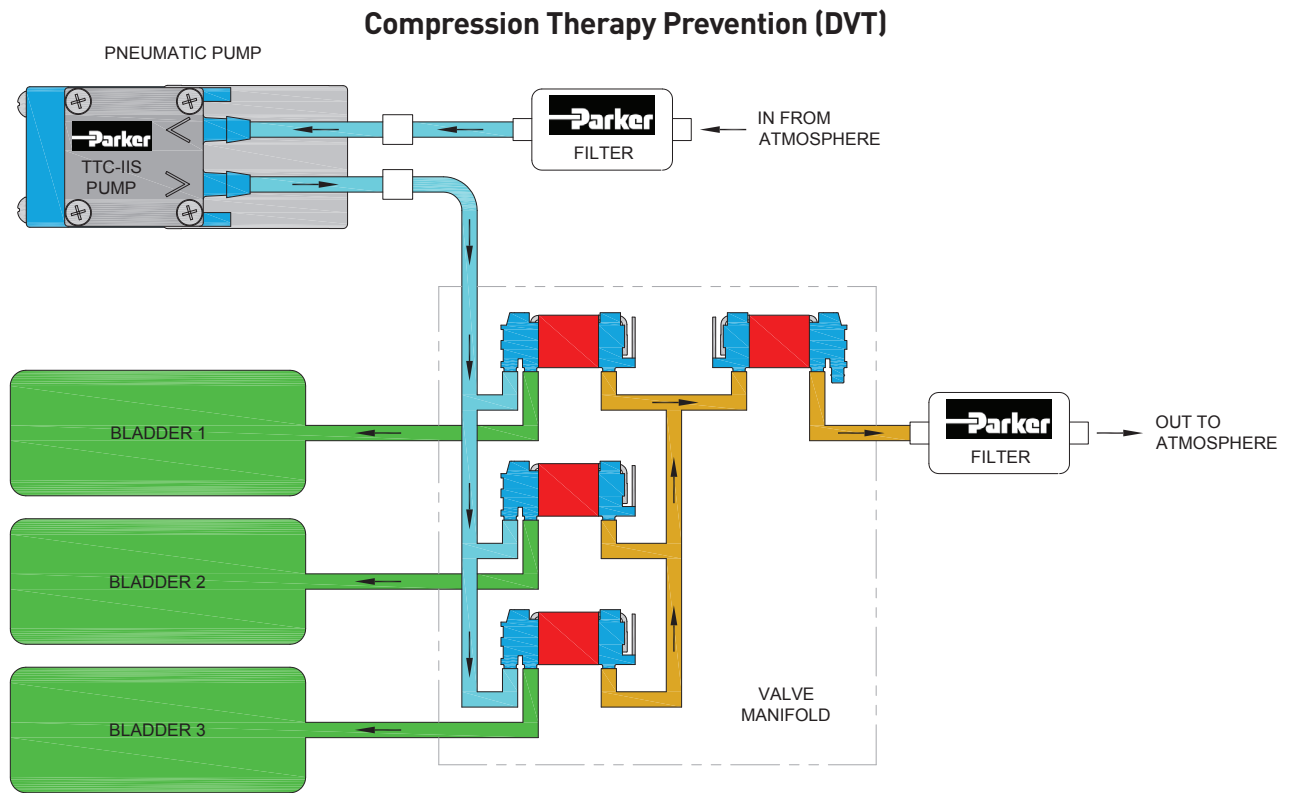 Compression Therapy Prevention (DVT)
PNEUMATIC PUMP
Parker
TTC-IIS
PUMP
Parker
FILTER
IN FROM
ATMOSPHERE
BLADDER 1
BLADDER 2
BLADDER 3
VALVE
MANIFOLD
Parker
FILTER
OUT TO
ATMOSPHERE